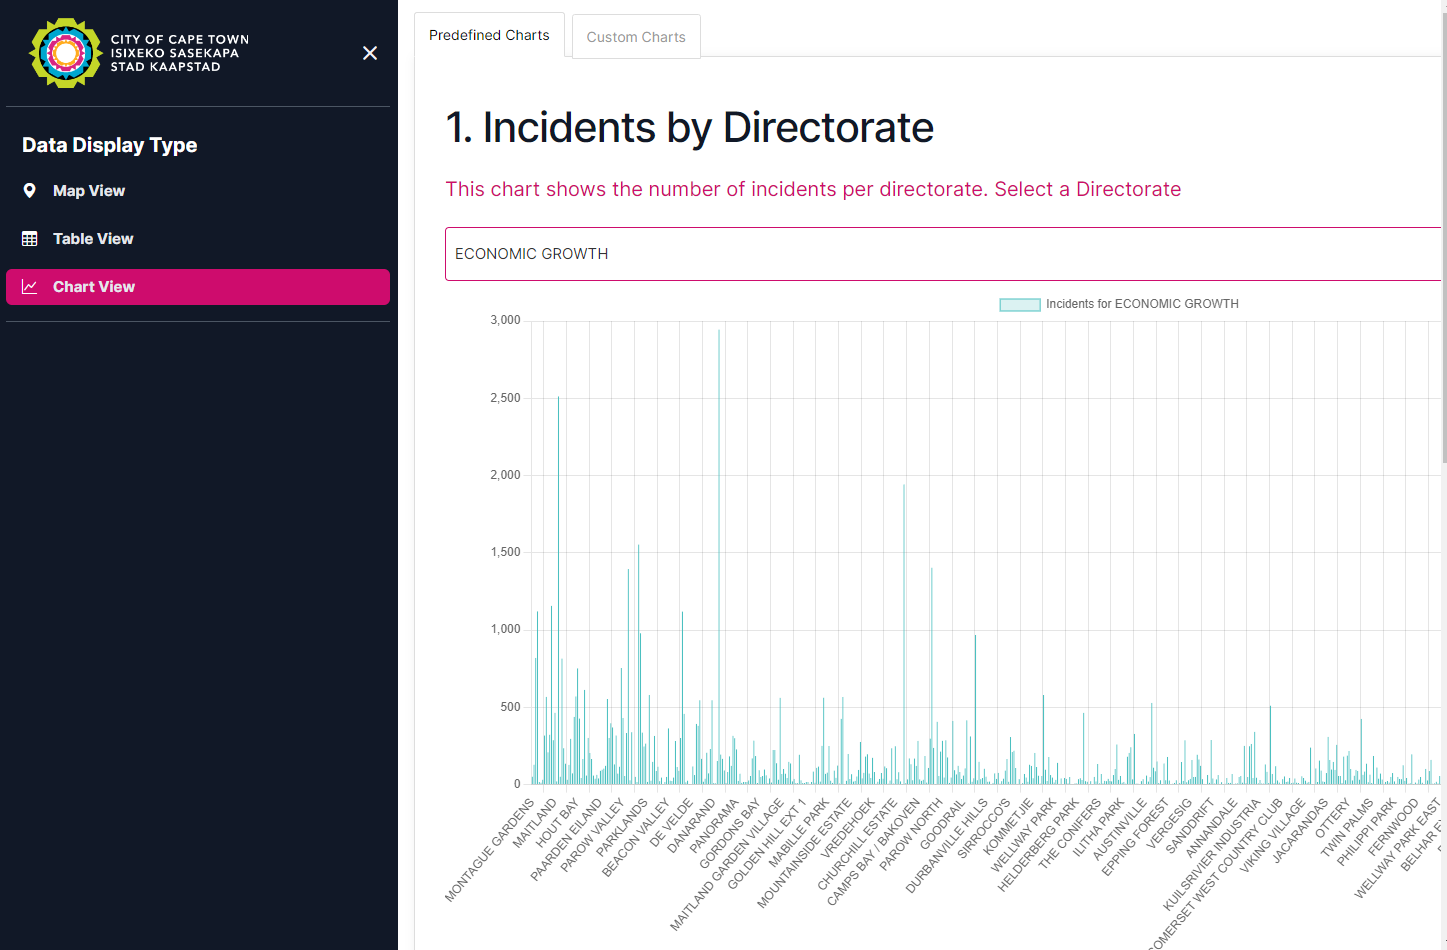 CITY OF CAPE TOWN
ISIXEKO SASEKAPA
STAD KAAPSTAD
Data Display Type
Map View
Table View
Chart View
Predefined Charts
Custom Charts
1. Incidents by Directorate
This chart shows the number of incidents per directorate. Select a Directorate
ECONOMIC GROWTH
Incidents for ECONOMIC GROWTH
3,000
2,500
2,000
1,500
1,000
500
0
MONTAGUE GARDENS
MAITLAND
HOUT BAY
PAARDEN EILAND
PAROW VALLEY
PARKLANDS
BEACON VALLEY
DE VELDE
DANARAND
PANORAMA
GORDONS BAY
MAITLAND GARDEN VILLAGE
GOLDEN HILL EXT 1
MABILLE PARK
MOUNTAINSIDE ESTATE
VREDEHOEK
CHURCHILL ESTATE
CAMPS BAY / BAKOVEN
PAROW NORTH
GOODRAIL
DURBANVILLE HILLS
SIRROCCO'S
KOMMETJIE
WELLWAY PARK
HELDERBERG PARK
THE CONIFERS
ILITHA PARK
AUSTINVILLE
EPPING FOREST
VERGESIG
SANDDRIFT
ANNANDALE
KUILSRIVIER INDUSTRIA
SOMERSET WEST COUNTRY CLUB
VIKING VILLAGE
JACARANDAS
OTTERY
TWIN PALMS
PHILIPPI PARK
FERNWOOD
WELLWAY PARK EAST
BELHAR E